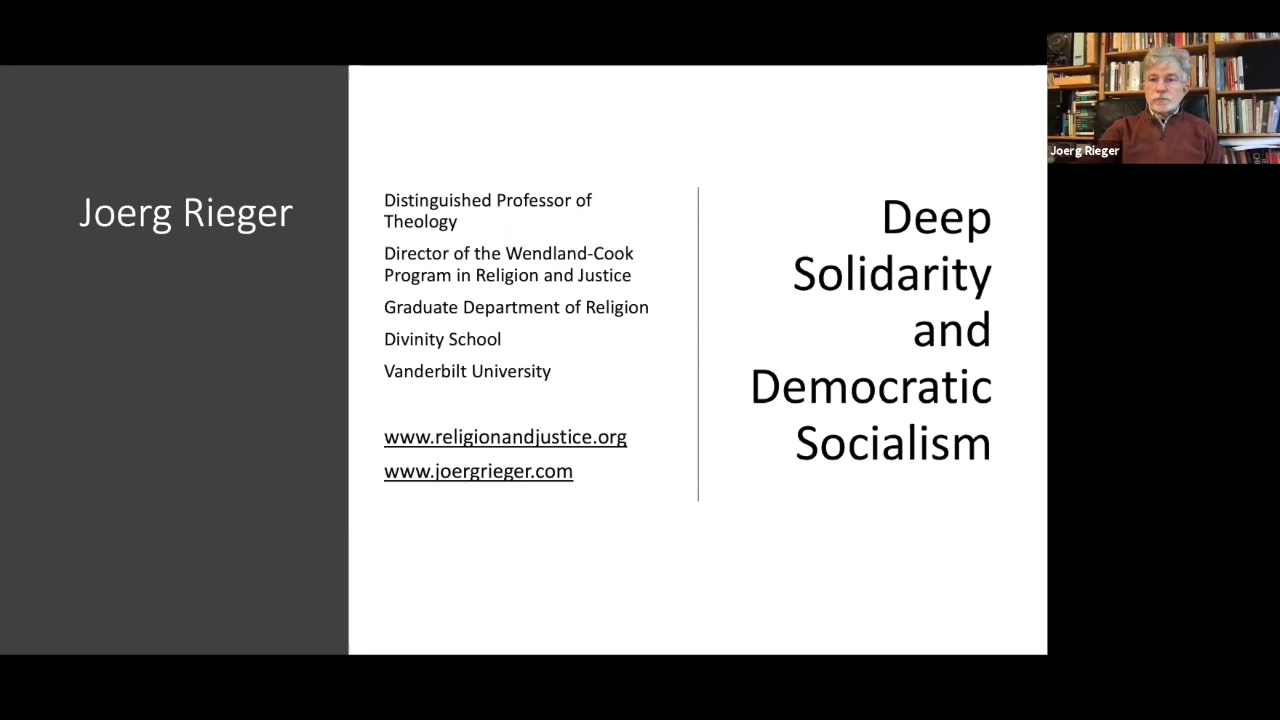 Joerg Rieger
Distinguished Professor of
Theology
Director of the Wendland-Cook
Program in Religion and Justice
Graduate Department of Religion
Divinity School
Vanderbilt University
www.religionandjustice.org
www.joergrieger.com
Deep
Solidarity
and
Democratic
Socialism
Joerg Rieger